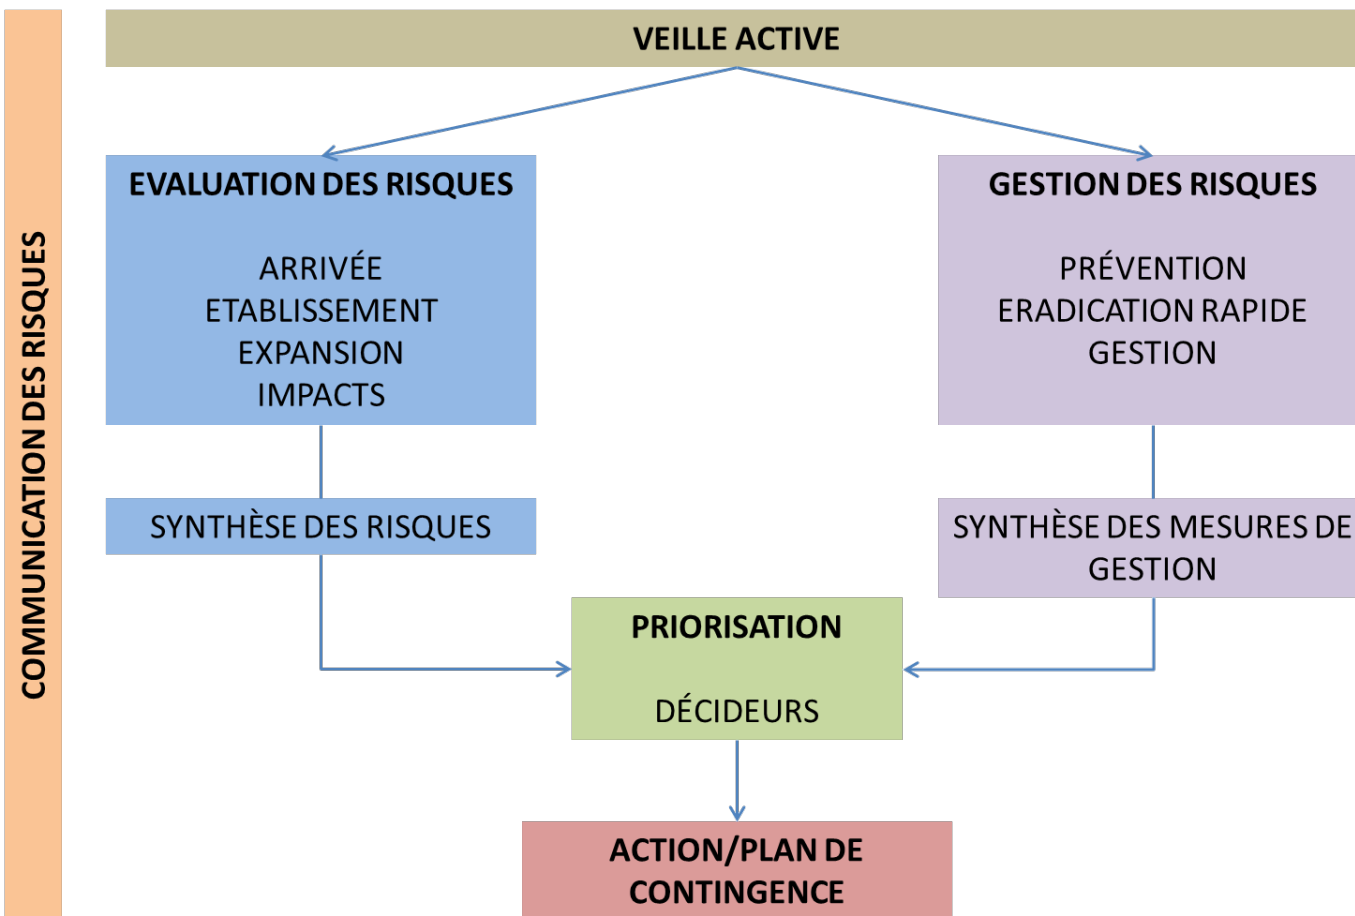 COMMUNICATION DES RISQUES
VEILLE ACTIVE
EVALUATION DES RISQUES
ARRIVÉE
ETABLISSEMENT
EXPANSION
IMPACTS
GESTION DES RISQUES
PRÉVENTION
ERADICATION RAPIDE
GESTION
SYNTHÈSE DES RISQUES
SYNTHÈSE DES MESURES DE
GESTION
PRIORISATION
DÉCIDEURS
ACTION/PLAN DE
CONTINGENCE